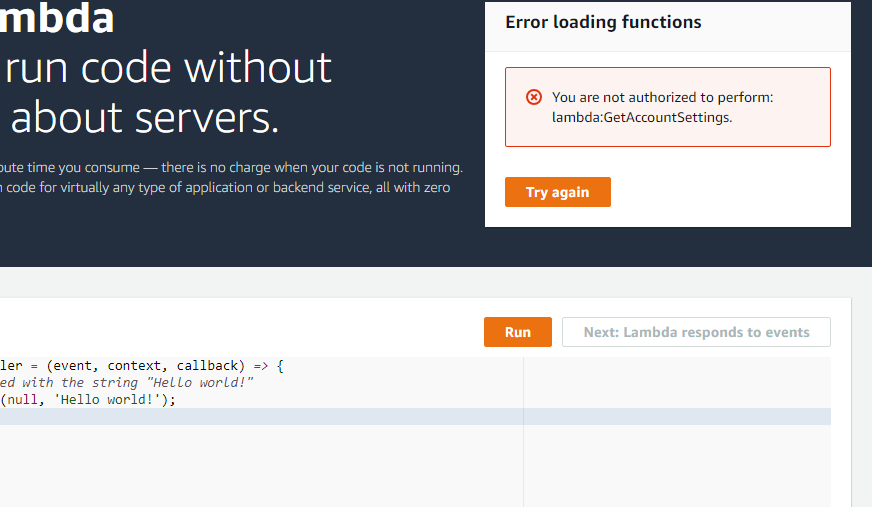 mbda
run code without
about servers.
oute time you consume — there is no charge when your code is not running.
code for virtually any type of application or backend service, all with zero
Error loading functions
You are not authorized to perform:
lambda:GetAccountSettings.
Try again
Run
Next: Lambda responds to events
ler = (event, context, callback) => {
ed with the string "Hello world!"
(null, 'Hello world!');